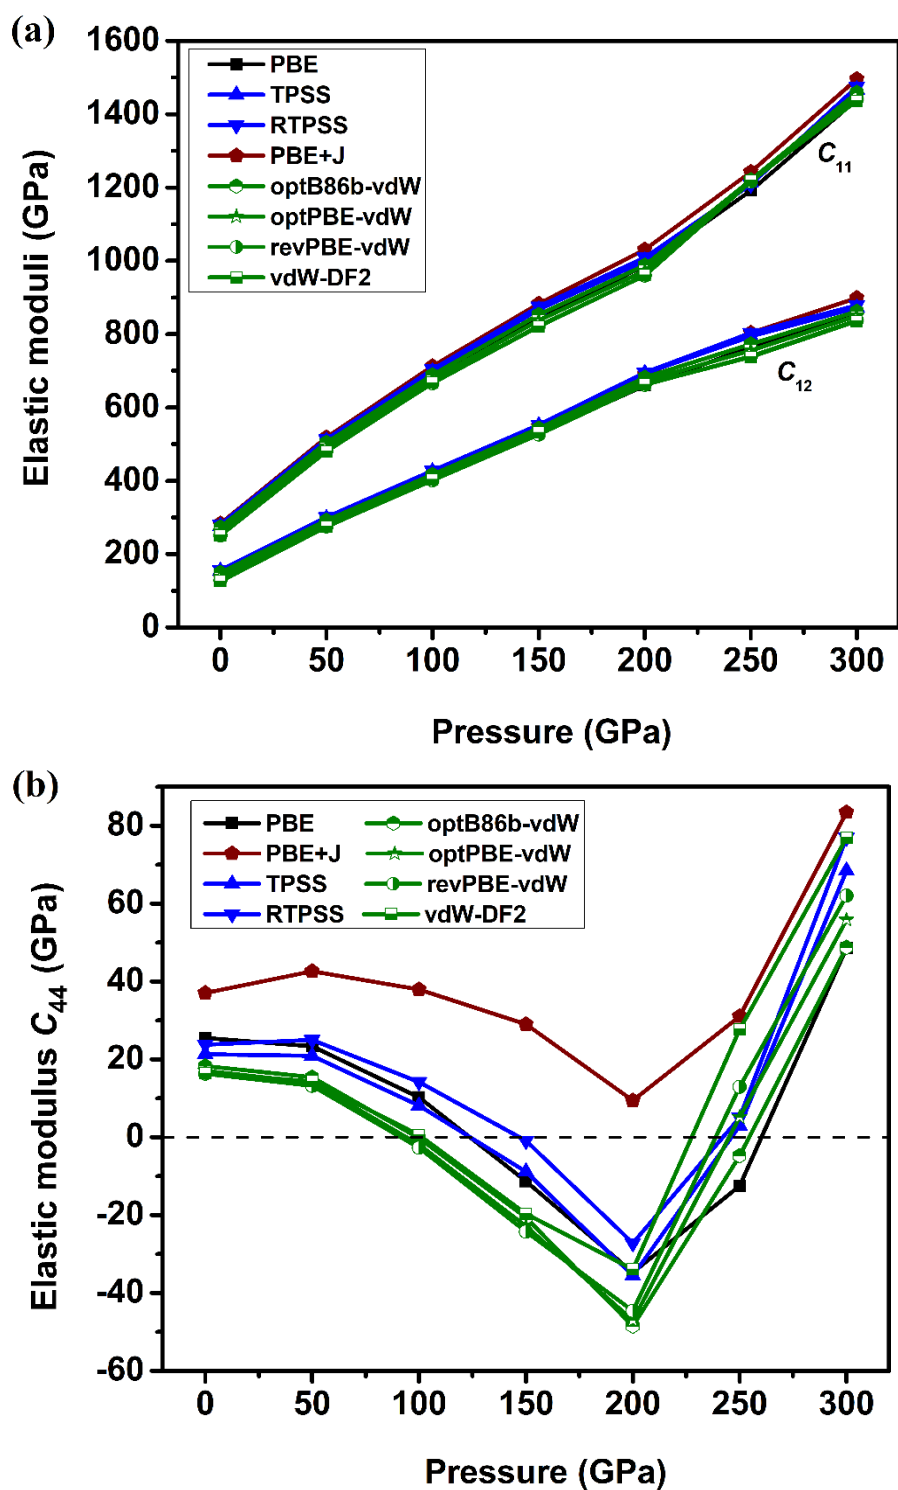 (a)
1600
1400
1200
1000
800
600
400
200
0
Elastic moduli (GPa)
PBE
TPSS
RTPSS
PBE+J
optB86b-vdW
optPBE-vdW
revPBE-vdW
vdW-DF2
C11
C12
0 50 100 150 200 250 300
Pressure (GPa)
(b)
80
60
40
20
0
-20
-40
-60
Elastic modulus C44 (GPa)
PBE optB86b-vdW
PBE+J optPBE-vdW
TPSS revPBE-vdW
RTPSS vdW-DF2
0 50 100 150 200 250 300
Pressure (GPa)